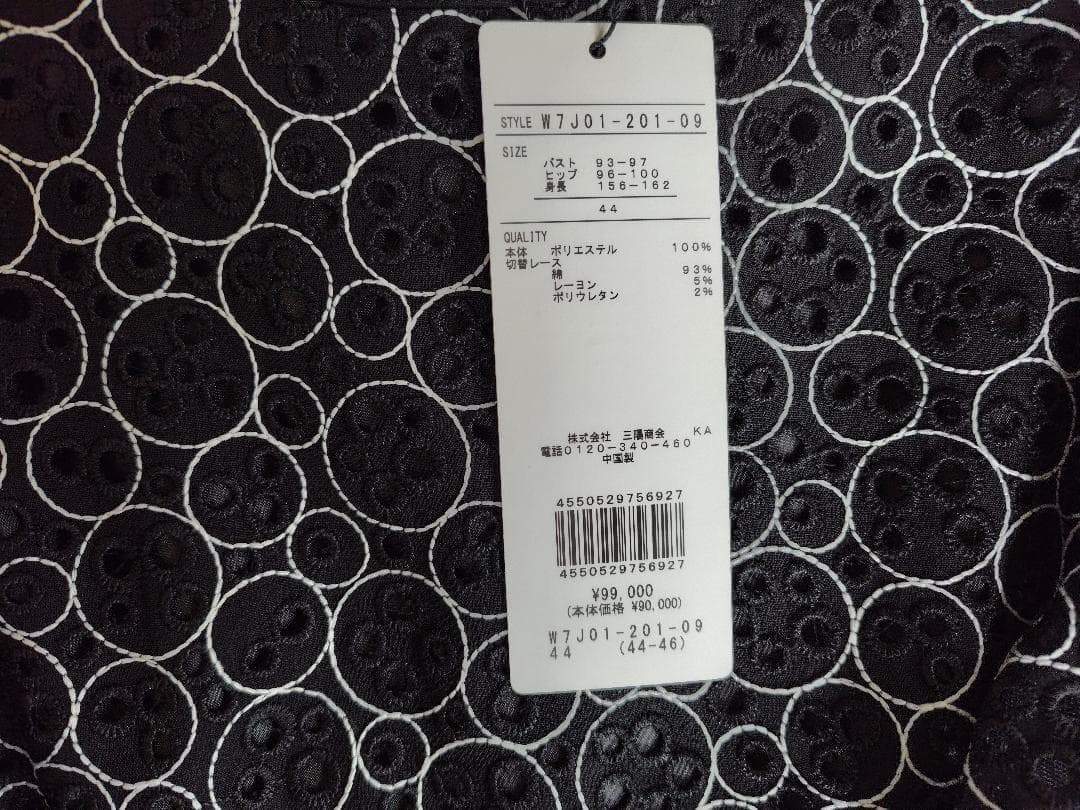 STYLE W7J01-201-09
SIZE
バスト 93-97
ヒップ 96-100
身長 156-162
44
QUALITY
本体 ポリエステル 100%
切替レース
綿 93%
レーヨン 5%
ポリウレタン 2%
株式会社 三陽商会 KA
電話0120-340-460
中国製
4550529756927
4550529756927
¥99,000
(本体価格 ¥90,000)
W7J01-201-09
44 (44-46)